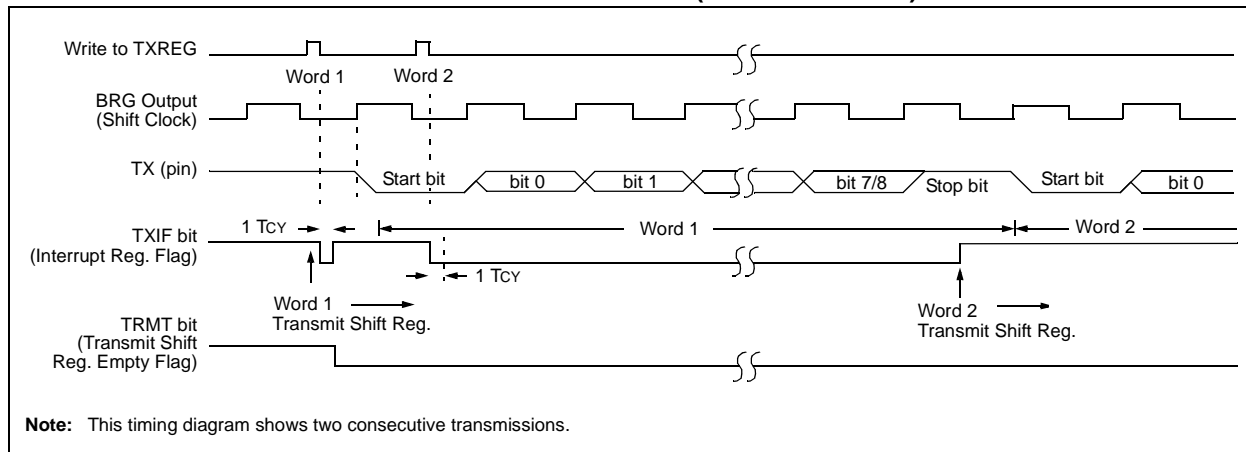 Write to TXREG
Word 1
Word 2
BRG Output
(Shift Clock)
TX (pin)
Start bit
bit 0
bit 1
bit 7/8
Stop bit
Start bit
bit 0
TXIF bit
(Interrupt Reg. Flag)
1 TCY
Word 1
Word 2
1 TCY
Word 1
Transmit Shift Reg.
Word 2
Transmit Shift Reg.
TRMT bit
(Transmit Shift
Reg. Empty Flag)
Note: This timing diagram shows two consecutive transmissions.